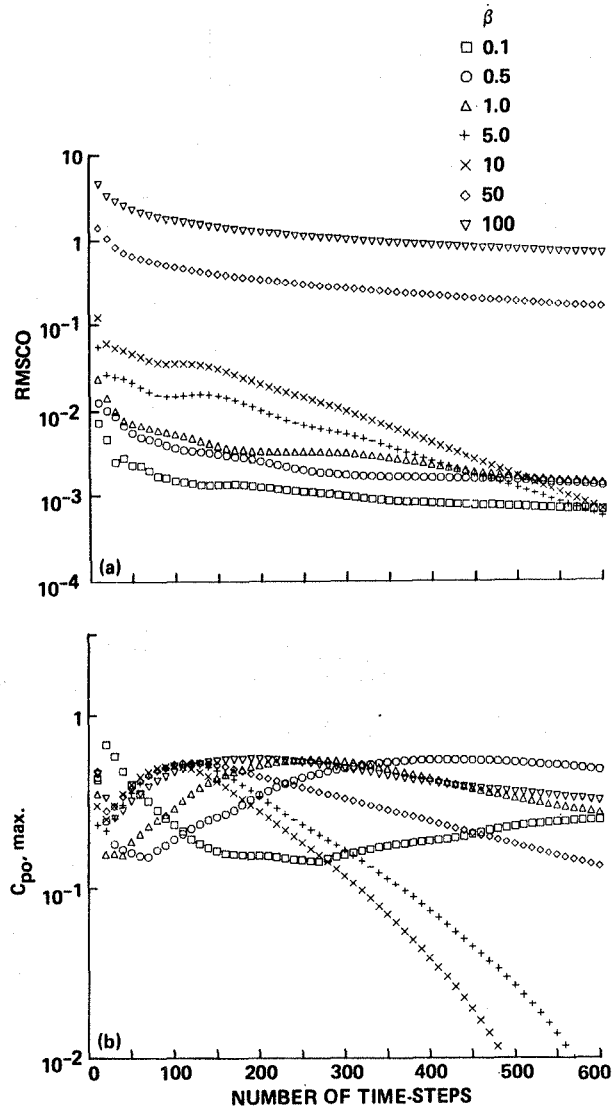 β̇
□ 0.1
○ 0.5
△ 1.0
+ 5.0
× 10
◇ 50
▽ 100
10
1
10⁻¹
10⁻²
10⁻³
10⁻⁴
RMSCO
(a)
1
10⁻¹
10⁻²
Cpo, max.
(b)
0 100 200 300 400 500 600
NUMBER OF TIME-STEPS